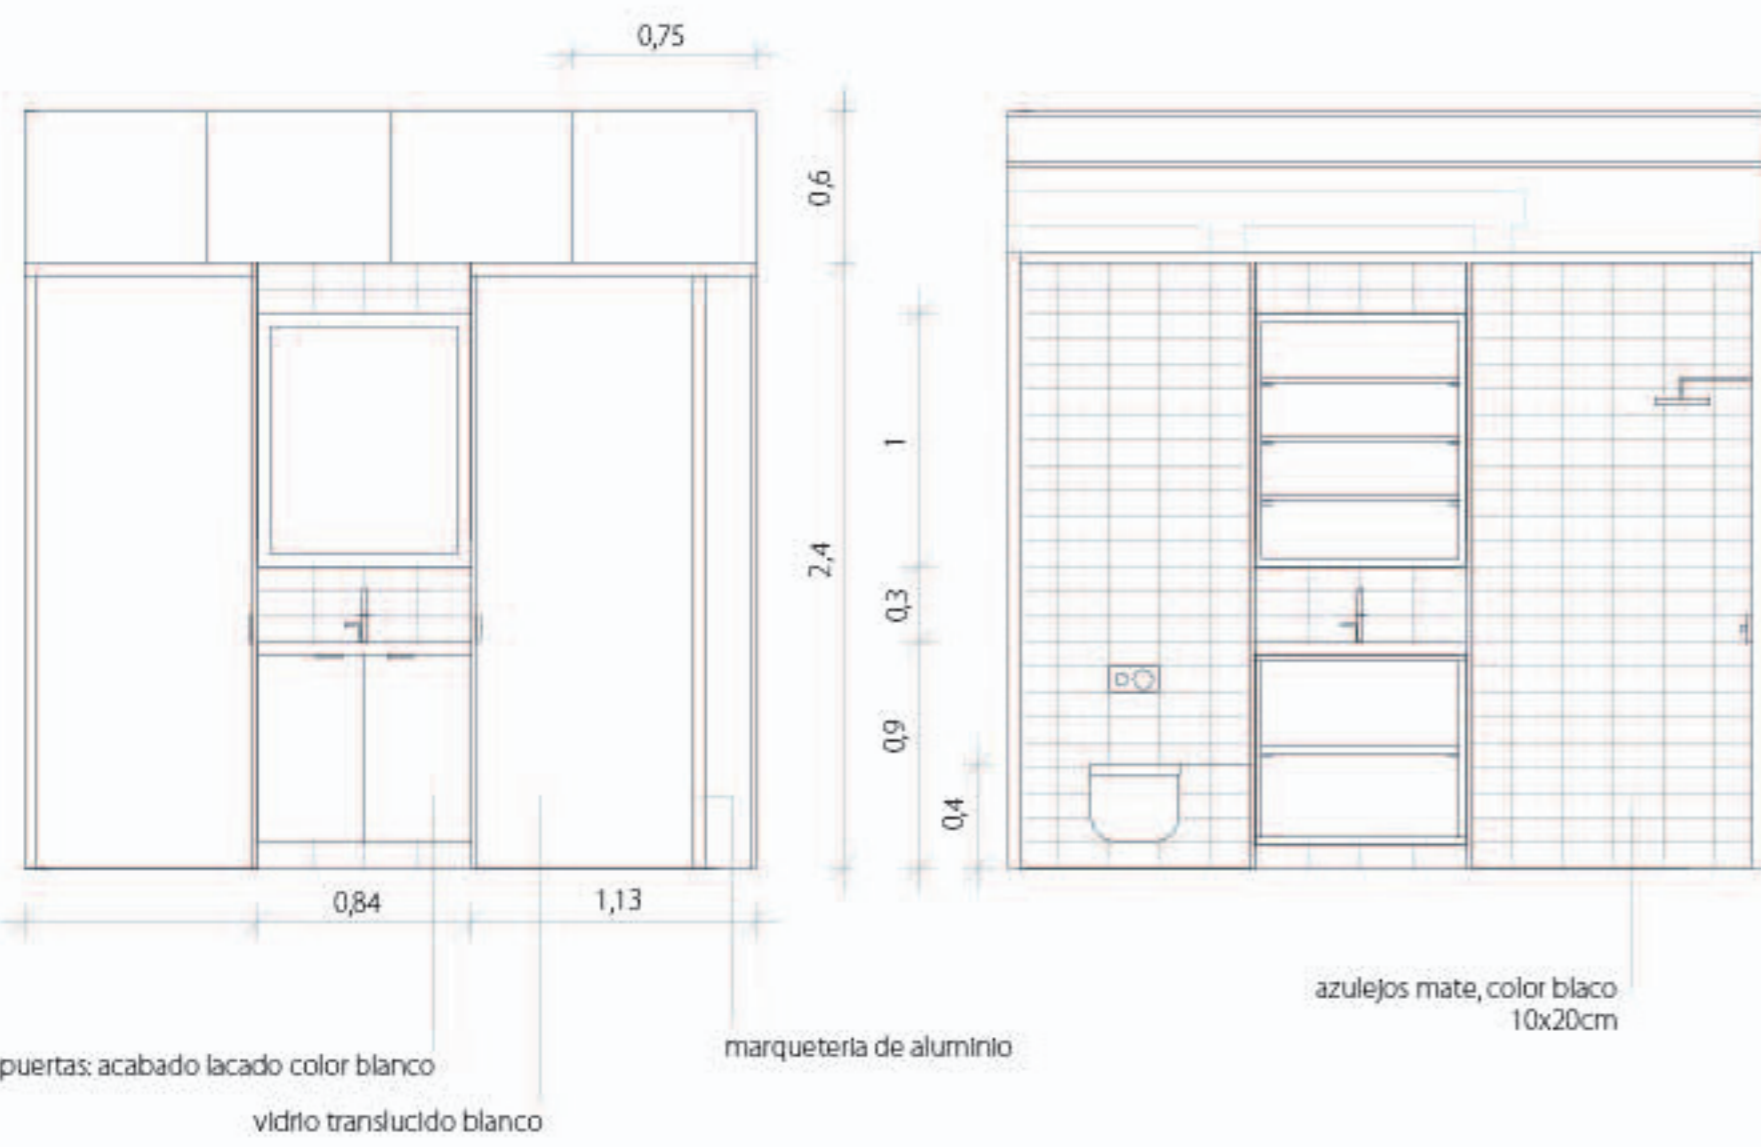 0,75
0,6
2,4
1
0,3
0,9
0,4
0,84
1,13
azulejos mate, color blaco
10x20cm
marqueteria de aluminio
puertas: acabado lacado color blanco
vidrio translucido blanco